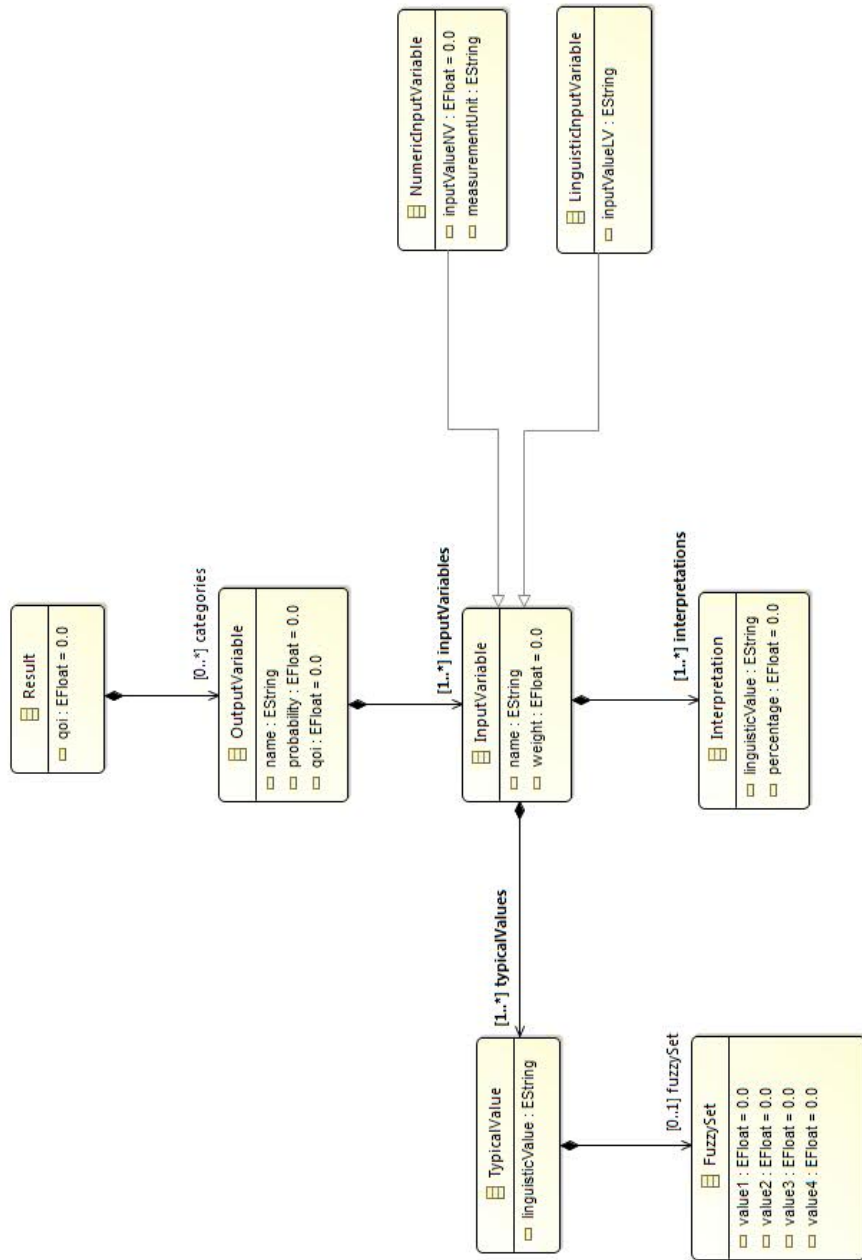 Result
qoi : EFloat = 0.0
[0..*] categories
OutputVariable
name : EString
probability : EFloat = 0.0
qoi : EFloat = 0.0
[1..*] inputVariables
InputVariable
name : EString
weight : EFloat = 0.0
[1..*] typicalValues
TypicalValue
linguisticValue : EString
[0..1] fuzzySet
FuzzySet
value1 : EFloat = 0.0
value2 : EFloat = 0.0
value3 : EFloat = 0.0
value4 : EFloat = 0.0
[1..*] interpretations
Interpretation
linguisticValue : EString
percentage : EFloat = 0.0
NumericInputVariable
inputValueNV : EFloat = 0.0
measurementUnit : EString
LinguisticInputVariable
inputValueLV : EString